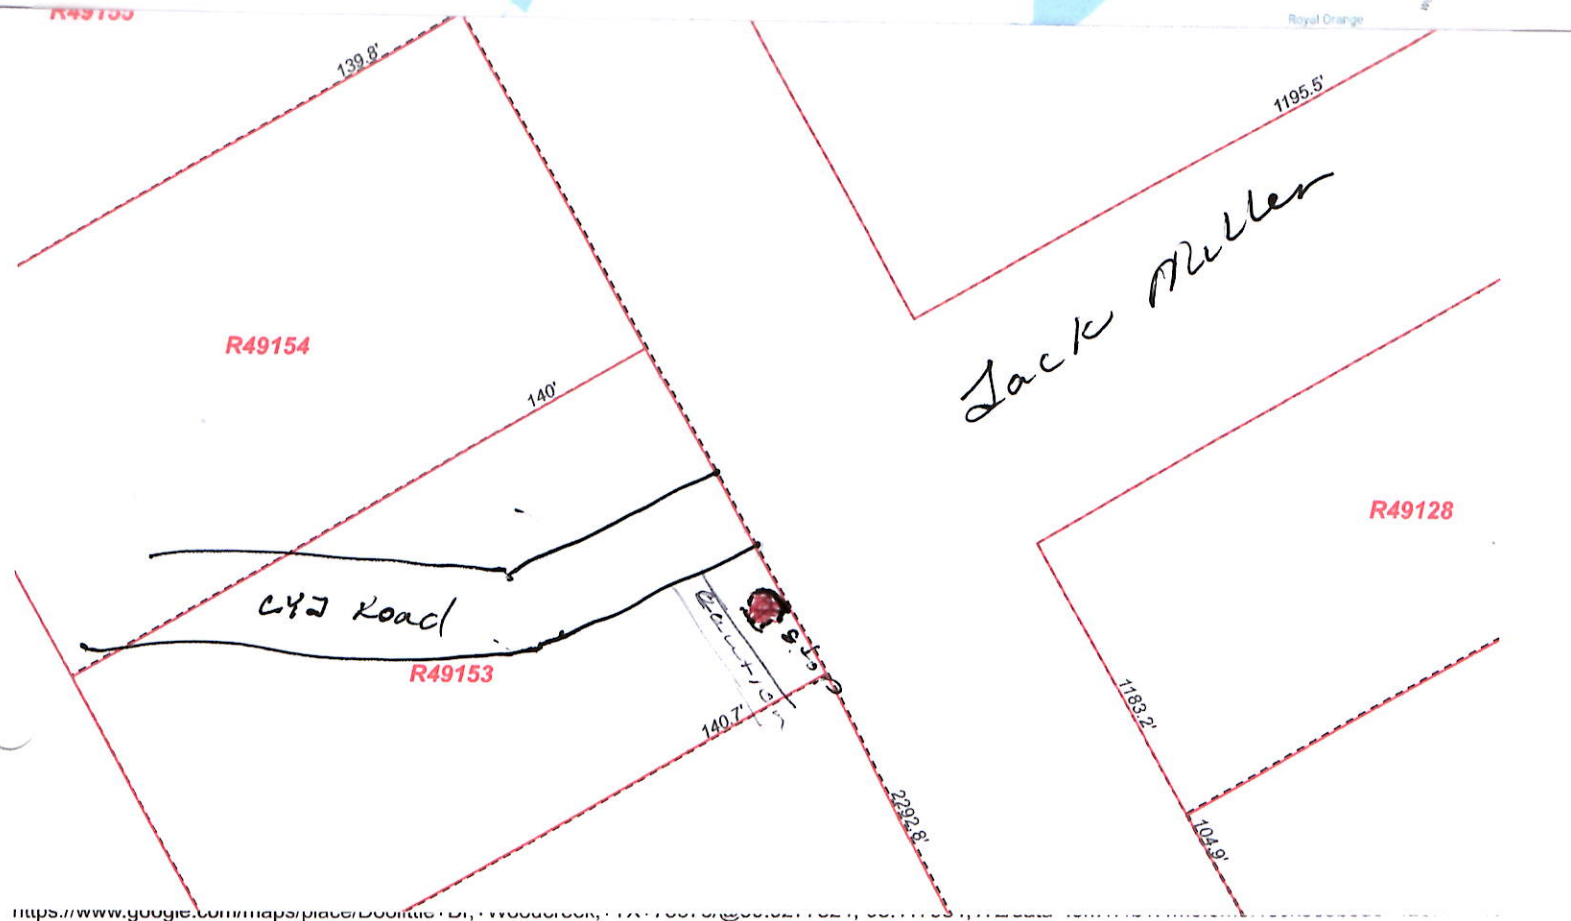 R49155
Royal Orange
139.8'
1195.5'
Jack Miller
R49154
140'
R49128
Road
R49153
140.7'
1183.2'
2292.8'
104.9'